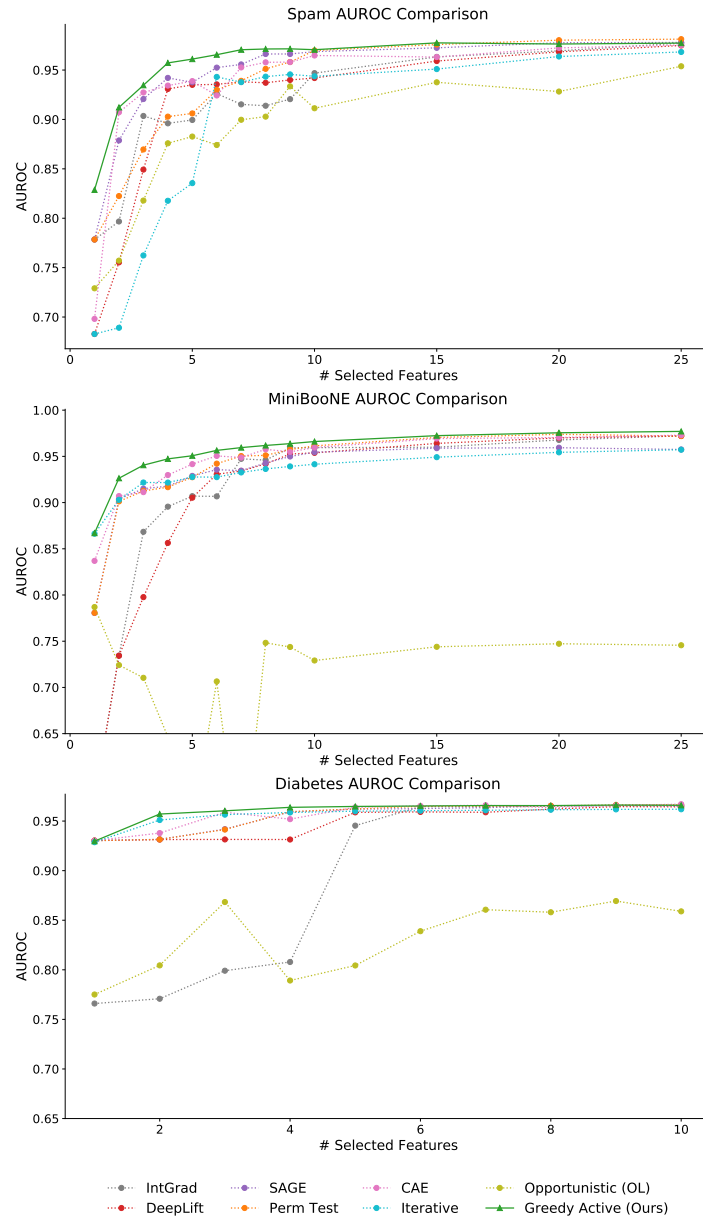 Spam AUROC Comparison
0.95
0.90
0.85
0.80
0.75
0.70
AUROC
0 5 10 15 20 25
# Selected Features
MiniBooNE AUROC Comparison
1.00
0.95
0.90
0.85
0.80
0.75
0.70
0.65
AUROC
0 5 10 15 20 25
# Selected Features
Diabetes AUROC Comparison
0.95
0.90
0.85
0.80
0.75
0.70
0.65
AUROC
2 4 6 8 10
# Selected Features
IntGrad SAGE CAE Opportunistic (OL)
DeepLift Perm Test Iterative Greedy Active (Ours)